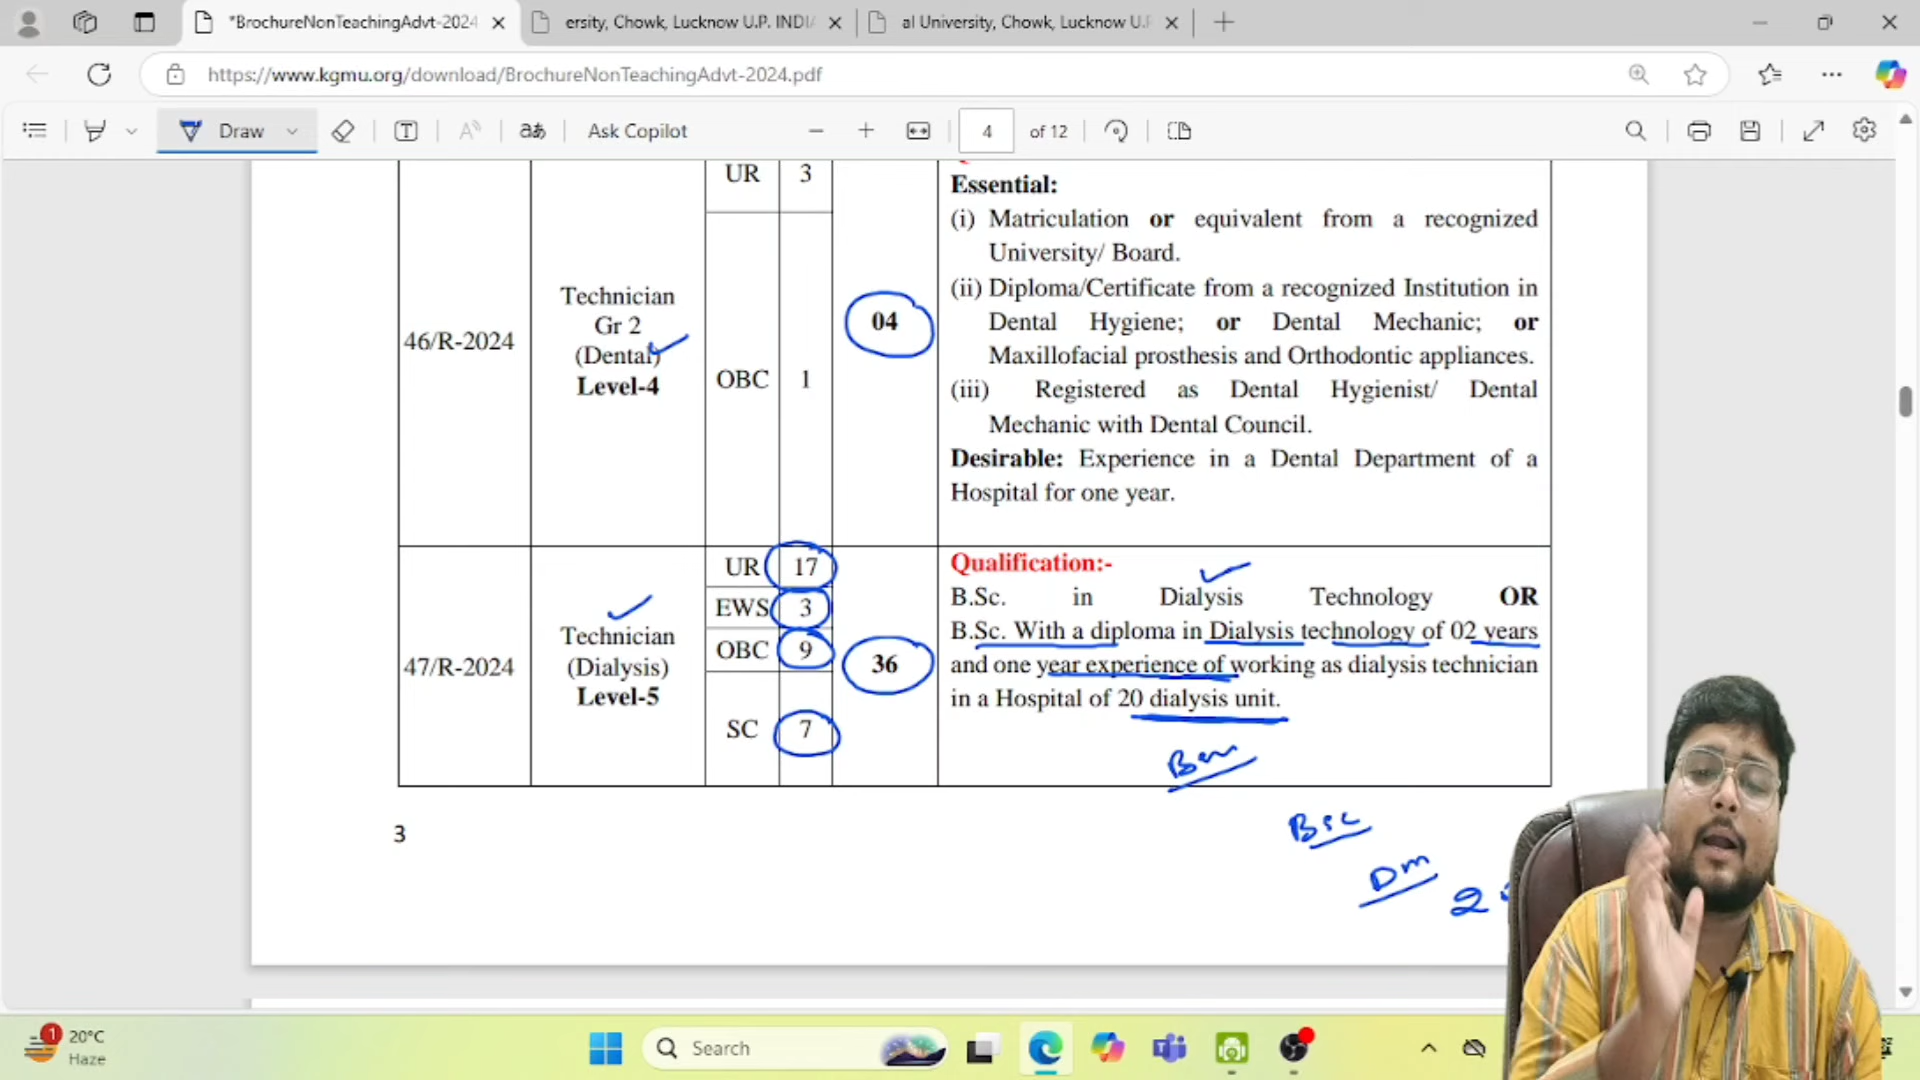 *BrochureNonTeachingAdvt-2024
ersity, Chowk, Lucknow U.P. INDI
al University, Chowk, Lucknow U.P
https://www.kgmu.org/download/BrochureNonTeachingAdvt-2024.pdf
Draw
Ask Copilot
4 of 12
46/R-2024
Technician
Gr 2
(Dental)
Level-4
UR 3
OBC 1
04
Essential:
(i) Matriculation or equivalent from a recognized
University/ Board.
(ii) Diploma/Certificate from a recognized Institution in
Dental Hygiene; or Dental Mechanic; or
Maxillofacial prosthesis and Orthodontic appliances.
(iii) Registered as Dental Hygienist/ Dental
Mechanic with Dental Council.
Desirable: Experience in a Dental Department of a
Hospital for one year.
47/R-2024
Technician
(Dialysis)
Level-5
UR 17
EWS 3
OBC 9
SC 7
36
Qualification:-
B.Sc. in Dialysis Technology OR
B.Sc. With a diploma in Dialysis technology of 02 years
and one year experience of working as dialysis technician
in a Hospital of 20 dialysis unit.
Bsc
Dm
2
3
1
20°C
Haze
Search